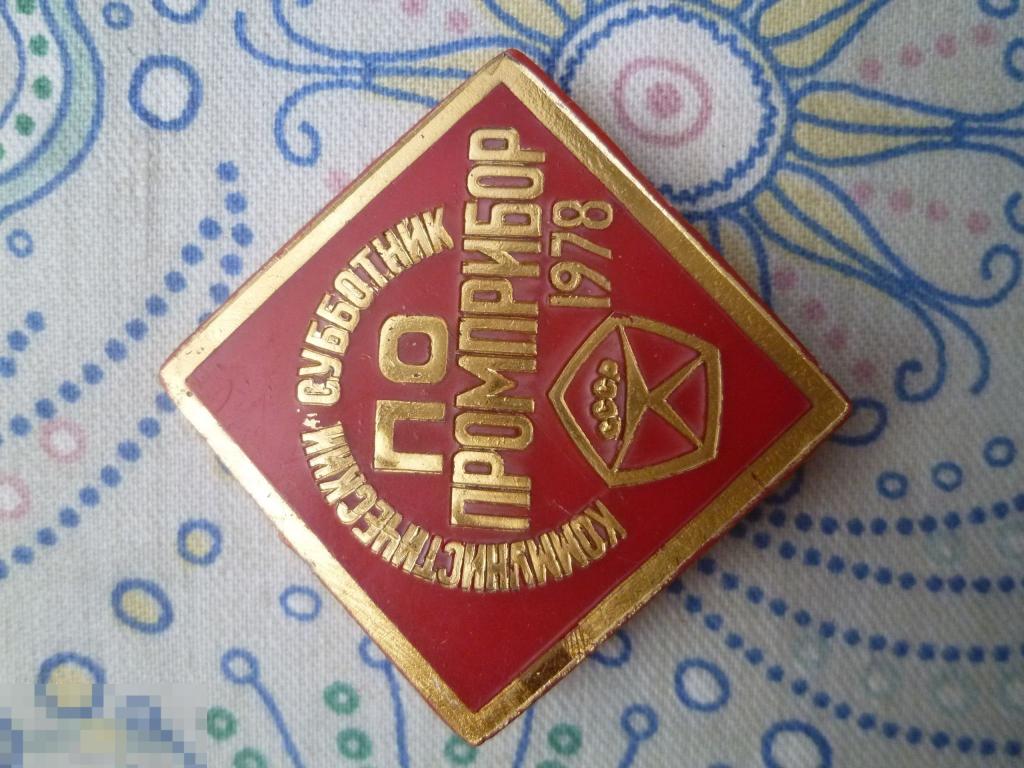 КОММУНИСТИЧЕСКИЙ СУББОТНИК
ПО
ПРОМПРИБОР
1978
СССР